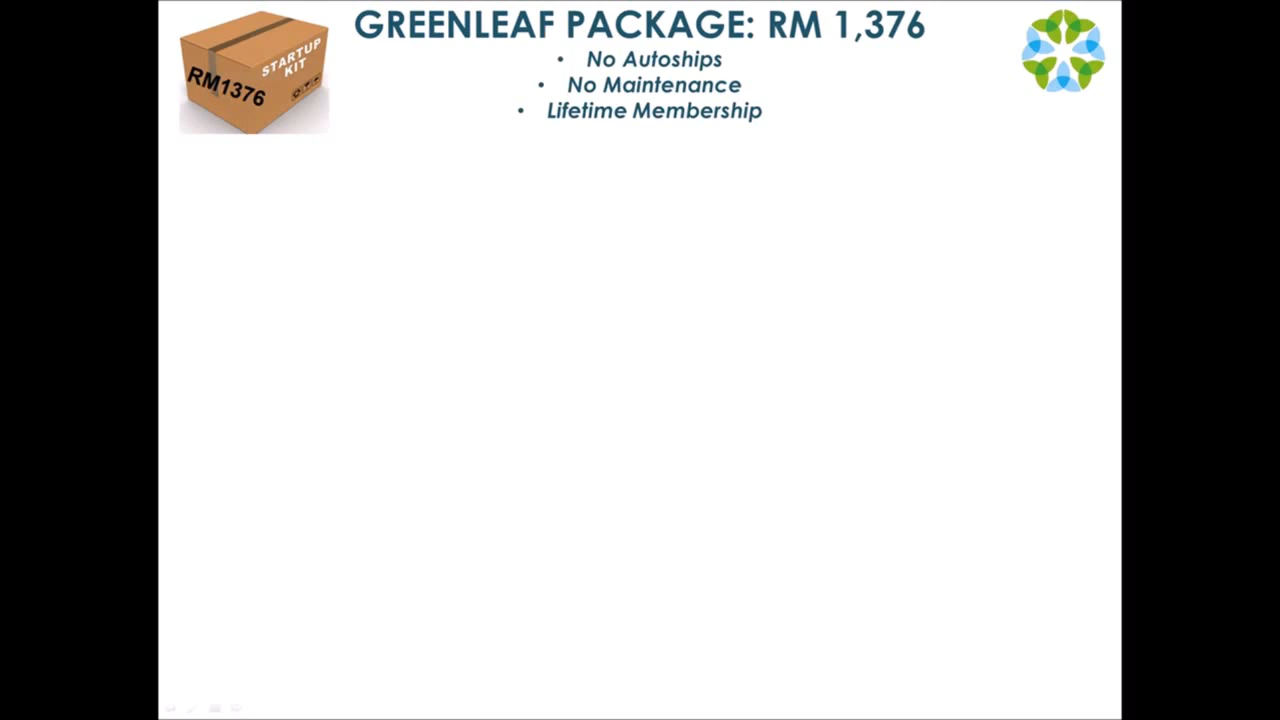 GREENLEAF PACKAGE: RM 1,376
• No Autoships
• No Maintenance
• Lifetime Membership
STARTUP
KIT
RM1376